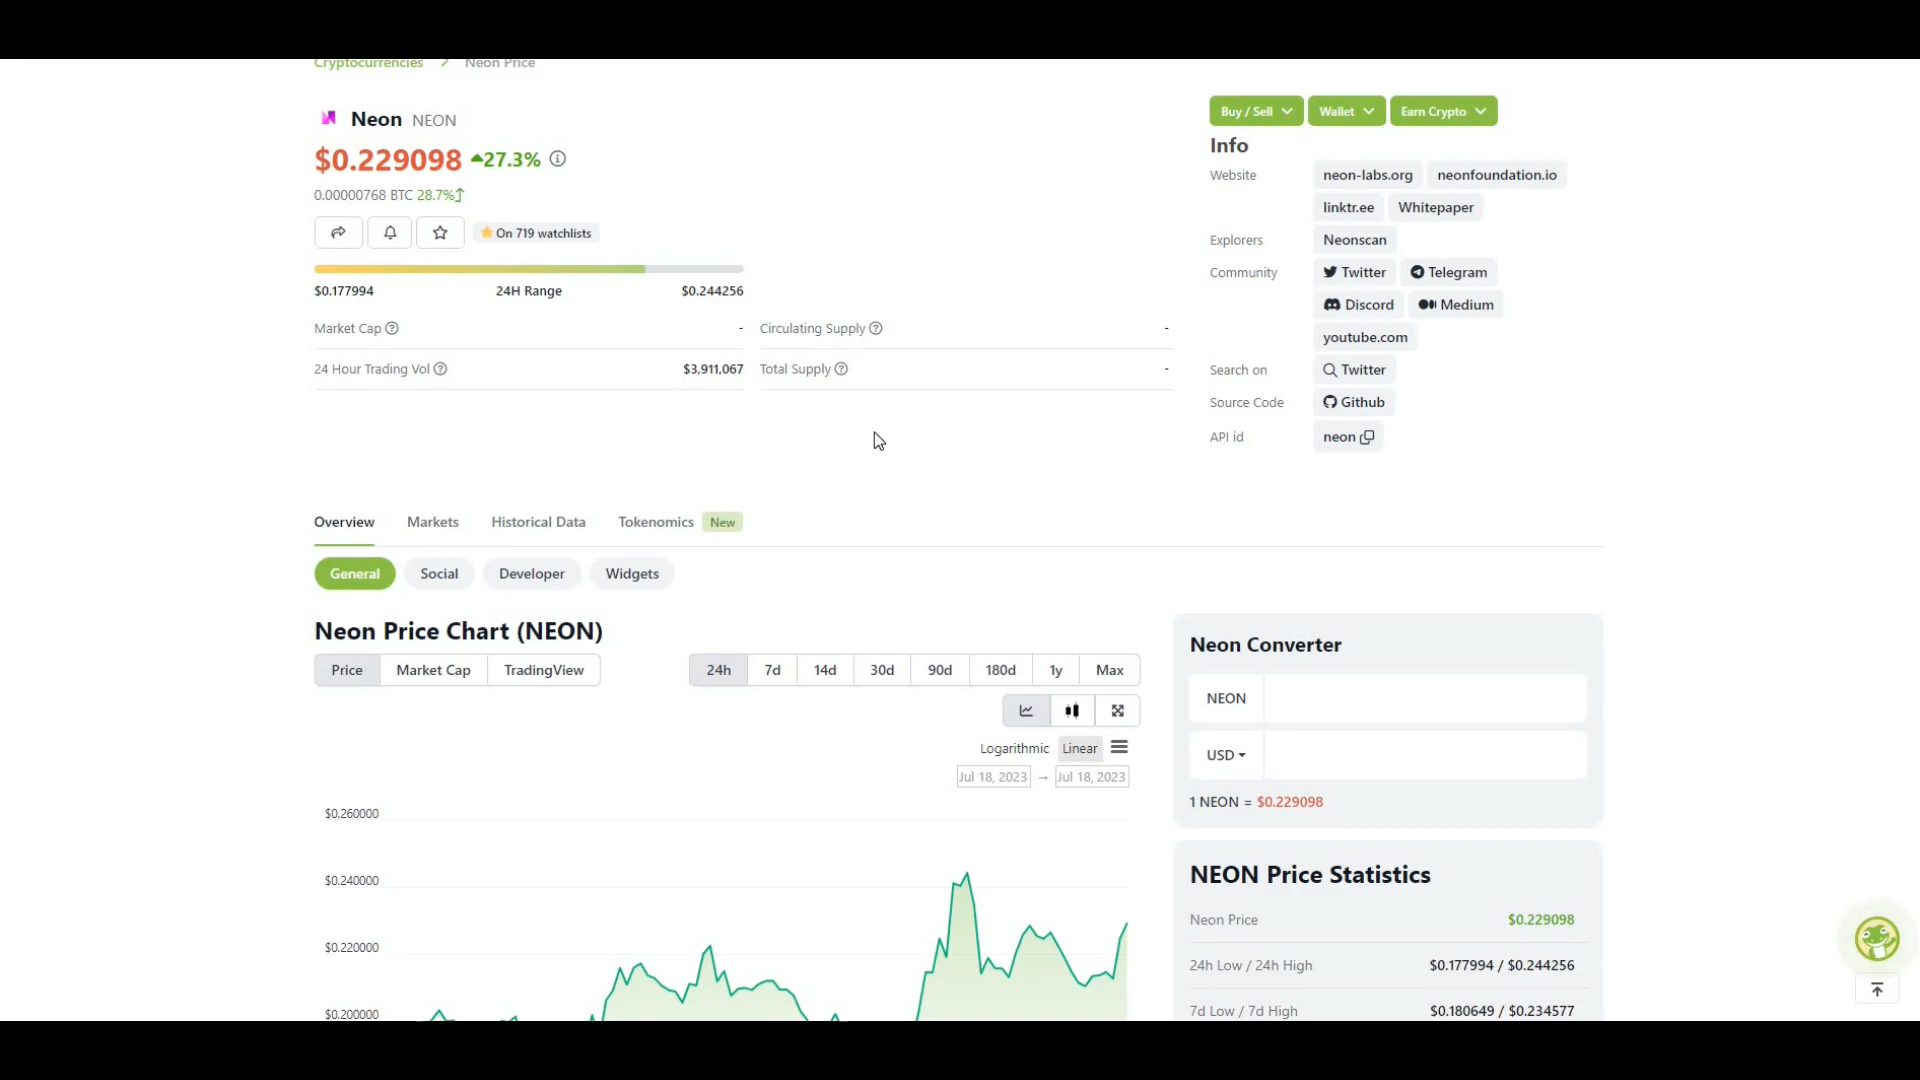 Cryptocurrencies > Neon Price
Neon NEON
$0.229098 27.3%
0.00000768 BTC 28.7%
On 719 watchlists
$0.177994 24H Range $0.244256
Market Cap -
Circulating Supply -
24 Hour Trading Vol $3,911,067
Total Supply -
Buy / Sell Wallet Earn Crypto
Info
Website neon-labs.org neonfoundation.io
linktr.ee Whitepaper
Explorers Neonscan
Community Twitter Telegram
Discord Medium
youtube.com
Search on Twitter
Source Code Github
API id neon
Overview Markets Historical Data Tokenomics New
General Social Developer Widgets
Neon Price Chart (NEON)
Price Market Cap TradingView
24h 7d 14d 30d 90d 180d 1y Max
Logarithmic Linear
Jul 18, 2023 → Jul 18, 2023
$0.260000
$0.240000
$0.220000
$0.200000
Neon Converter
NEON
USD
1 NEON = $0.229098
NEON Price Statistics
Neon Price $0.229098
24h Low / 24h High $0.177994 / $0.244256
7d Low / 7d High $0.180649 / $0.234577